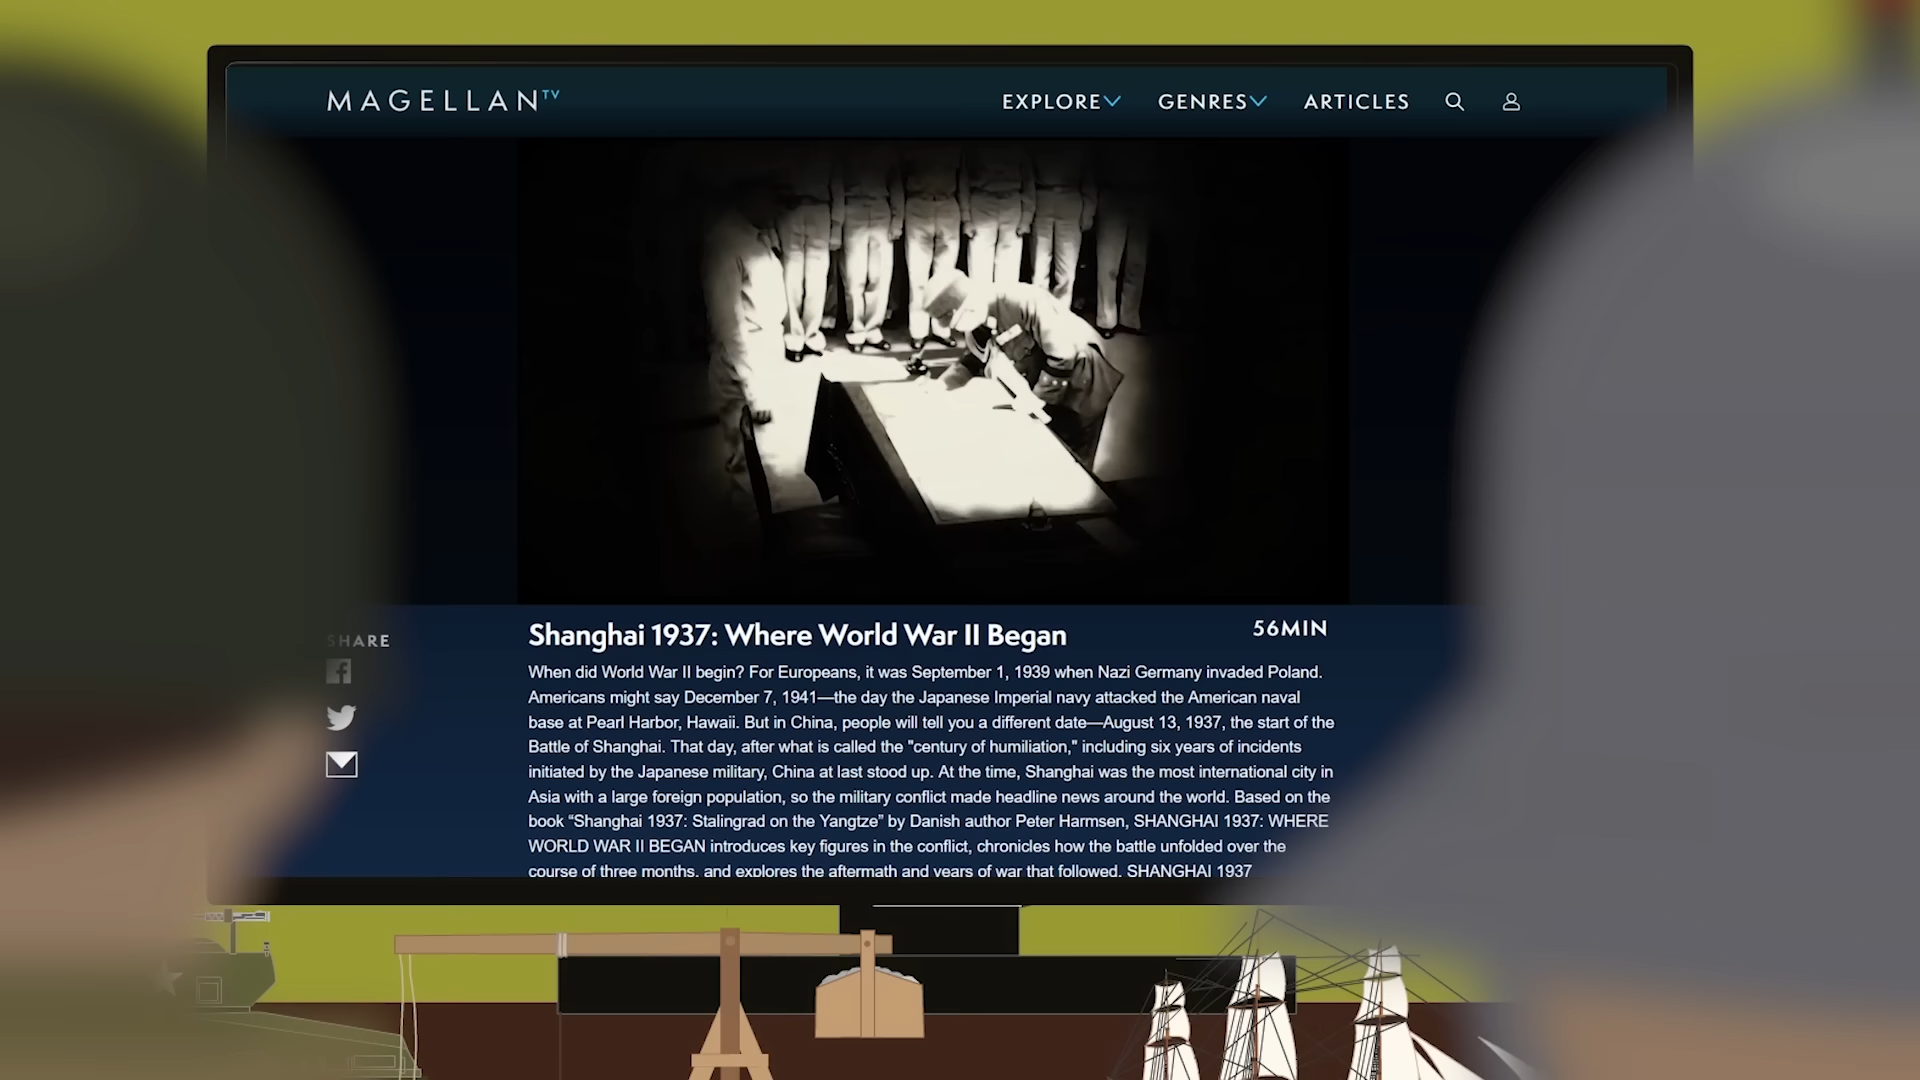 MAGELLANTV
EXPLORE GENRES ARTICLES
SHARE
Shanghai 1937: Where World War II Began
56MIN
When did World War II begin? For Europeans, it was September 1, 1939 when Nazi Germany invaded Poland.
Americans might say December 7, 1941—the day the Japanese Imperial navy attacked the American naval
base at Pearl Harbor, Hawaii. But in China, people will tell you a different date—August 13, 1937, the start of the
Battle of Shanghai. That day, after what is called the "century of humiliation," including six years of incidents
initiated by the Japanese military, China at last stood up. At the time, Shanghai was the most international city in
Asia with a large foreign population, so the military conflict made headline news around the world. Based on the
book “Shanghai 1937: Stalingrad on the Yangtze” by Danish author Peter Harmsen, SHANGHAI 1937: WHERE
WORLD WAR II BEGAN introduces key figures in the conflict, chronicles how the battle unfolded over the
course of three months, and explores the aftermath and years of war that followed. SHANGHAI 1937